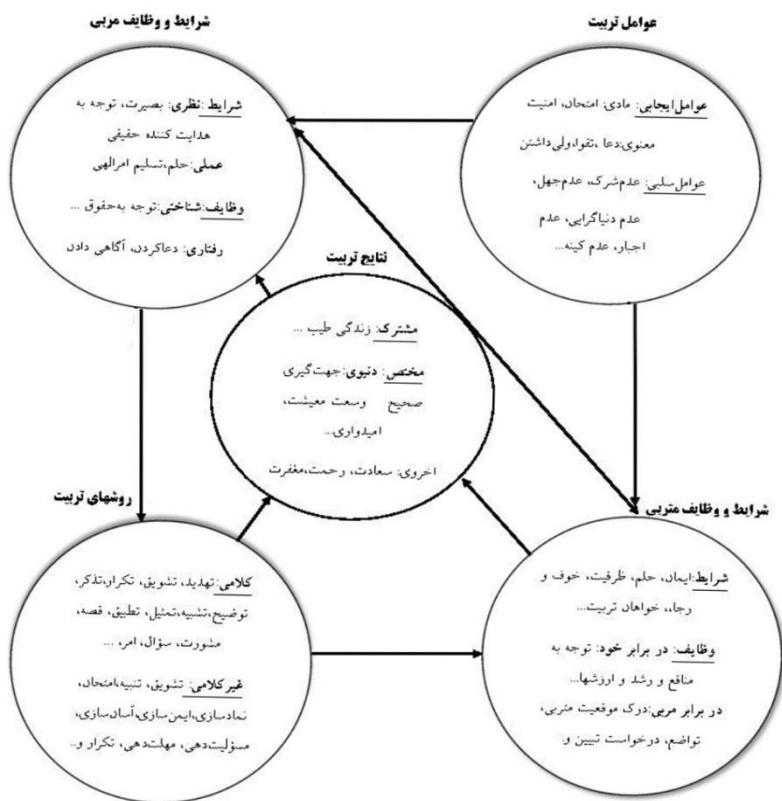 عوامل تربیت
عوامل ایجابی: مادی: امتحان، امنیت
معنوی: دعا ،تقوا،ولی‌داشتن
عوامل سلبی: عدم‌شرک، عدم‌جهل،
عدم دنیاگرایی، عدم
اجبار، عدم کینه...
شرایط و وظایف مربی
شرایط :نظری: بصیرت، توجه به
هدایت کننده حقیقی
عملی: حلم،تسلیم امرالهی
وظایف: شناختی: توجه به‌حقوق ...
رفتاری: دعاکردن، آگاهی دادن
نتایج تربیت
مشترک: زندگی طیب ...
مختص: دنیوی: جهت‌گیری
صحیح وسعت معیشت،
امیدواری...
اخروی: سعادت، رحمت،مغفرت
شرایط و وظایف متربی
شرایط:ایمان، حلم، ظرفیت، خوف و
رجا،، خواهان تربیت...
وظایف: در برابر خود: توجه به
منافع و رشد و ارزشها...
در برابر مربی:درک موقعیت متربی،
تواضع، درخواست تبیین و.
روشهای تربیت
کلامی: تهدید، تشویق، تکرار،تذکر،
توضیح،تشبیه،تمثیل، تطبیق، قصه،
مشورت، سؤال، امر، ...
غیرکلامی: تشویق، تنبیه،امتحان،
نمادسازی،ایمن‌سازی،آسان‌سازی،
مسؤلیت‌دهی، مهلت‌دهی، تکرار و..